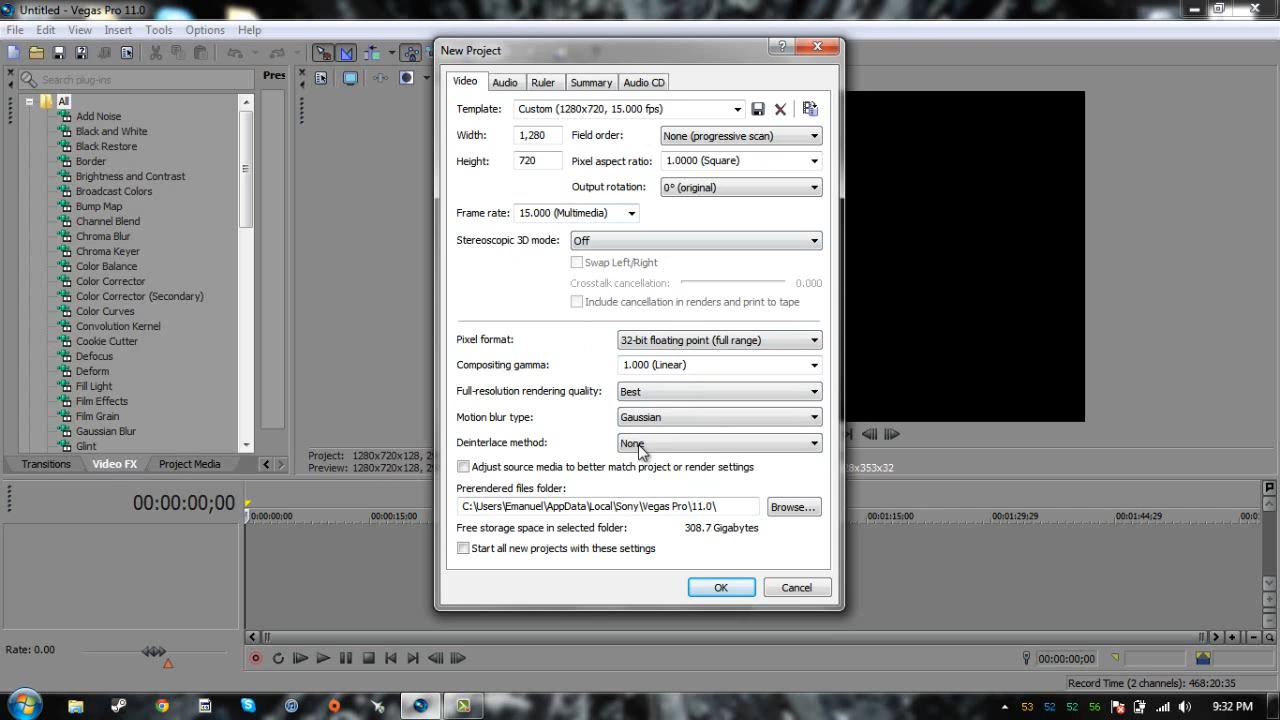 Untitled - Vegas Pro 11.0
File Edit View Insert Tools Options Help
Search plug-ins
All
Add Noise
Black and White
Black Restore
Border
Brightness and Contrast
Broadcast Colors
Bump Map
Channel Blend
Chroma Blur
Chroma Keyer
Color Balance
Color Corrector
Color Corrector (Secondary)
Color Curves
Convolution Kernel
Cookie Cutter
Defocus
Deform
Fill Light
Film Effects
Film Grain
Gaussian Blur
Glint
Pres
Transitions Video FX Project Media
New Project
Video Audio Ruler Summary Audio CD
Template: Custom (1280x720, 15.000 fps)
Width: 1,280 Field order: None (progressive scan)
Height: 720 Pixel aspect ratio: 1.0000 (Square)
Output rotation: 0° (original)
Frame rate: 15.000 (Multimedia)
Stereoscopic 3D mode: Off
Swap Left/Right
Crosstalk cancellation: 0.000
Include cancellation in renders and print to tape
Pixel format: 32-bit floating point (full range)
Compositing gamma: 1.000 (Linear)
Full-resolution rendering quality: Best
Motion blur type: Gaussian
Deinterlace method: None
Adjust source media to better match project or render settings
Prerendered files folder:
C:\Users\Emanuel\AppData\Local\Sony\Vegas Pro\11.0\ Browse...
Free storage space in selected folder: 308.7 Gigabytes
Start all new projects with these settings
OK Cancel
Project: 1280x720x128, 2
Preview: 1280x720x128, 2
8x353x32
00:00:00;00
0:00:00;00 00:00:15;00 00:01:15;00 00:01:29;29 00:01:44;29 00:0
Rate: 0.00
00:00:00;00
Record Time (2 channels): 468:20:35
53 52 52 56 9:32 PM